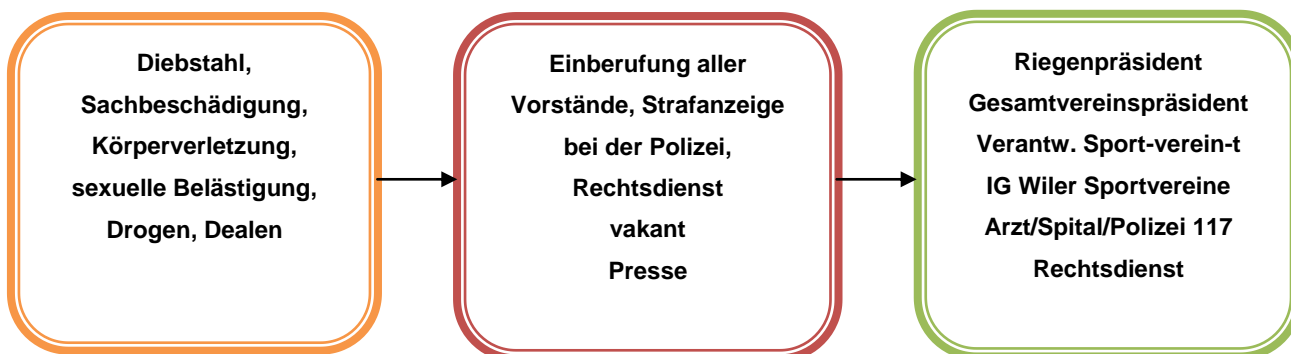 Diebstahl,
Sachbeschädigung,
Körperverletzung,
sexuelle Belästigung,
Drogen, Dealen
Einberufung aller
Vorstände, Strafanzeige
bei der Polizei,
Rechtsdienst
vakant
Presse
Riegenpräsident
Gesamtvereinspräsident
Verantw. Sport-verein-t
IG Wiler Sportvereine
Arzt/Spital/Polizei 117
Rechtsdienst